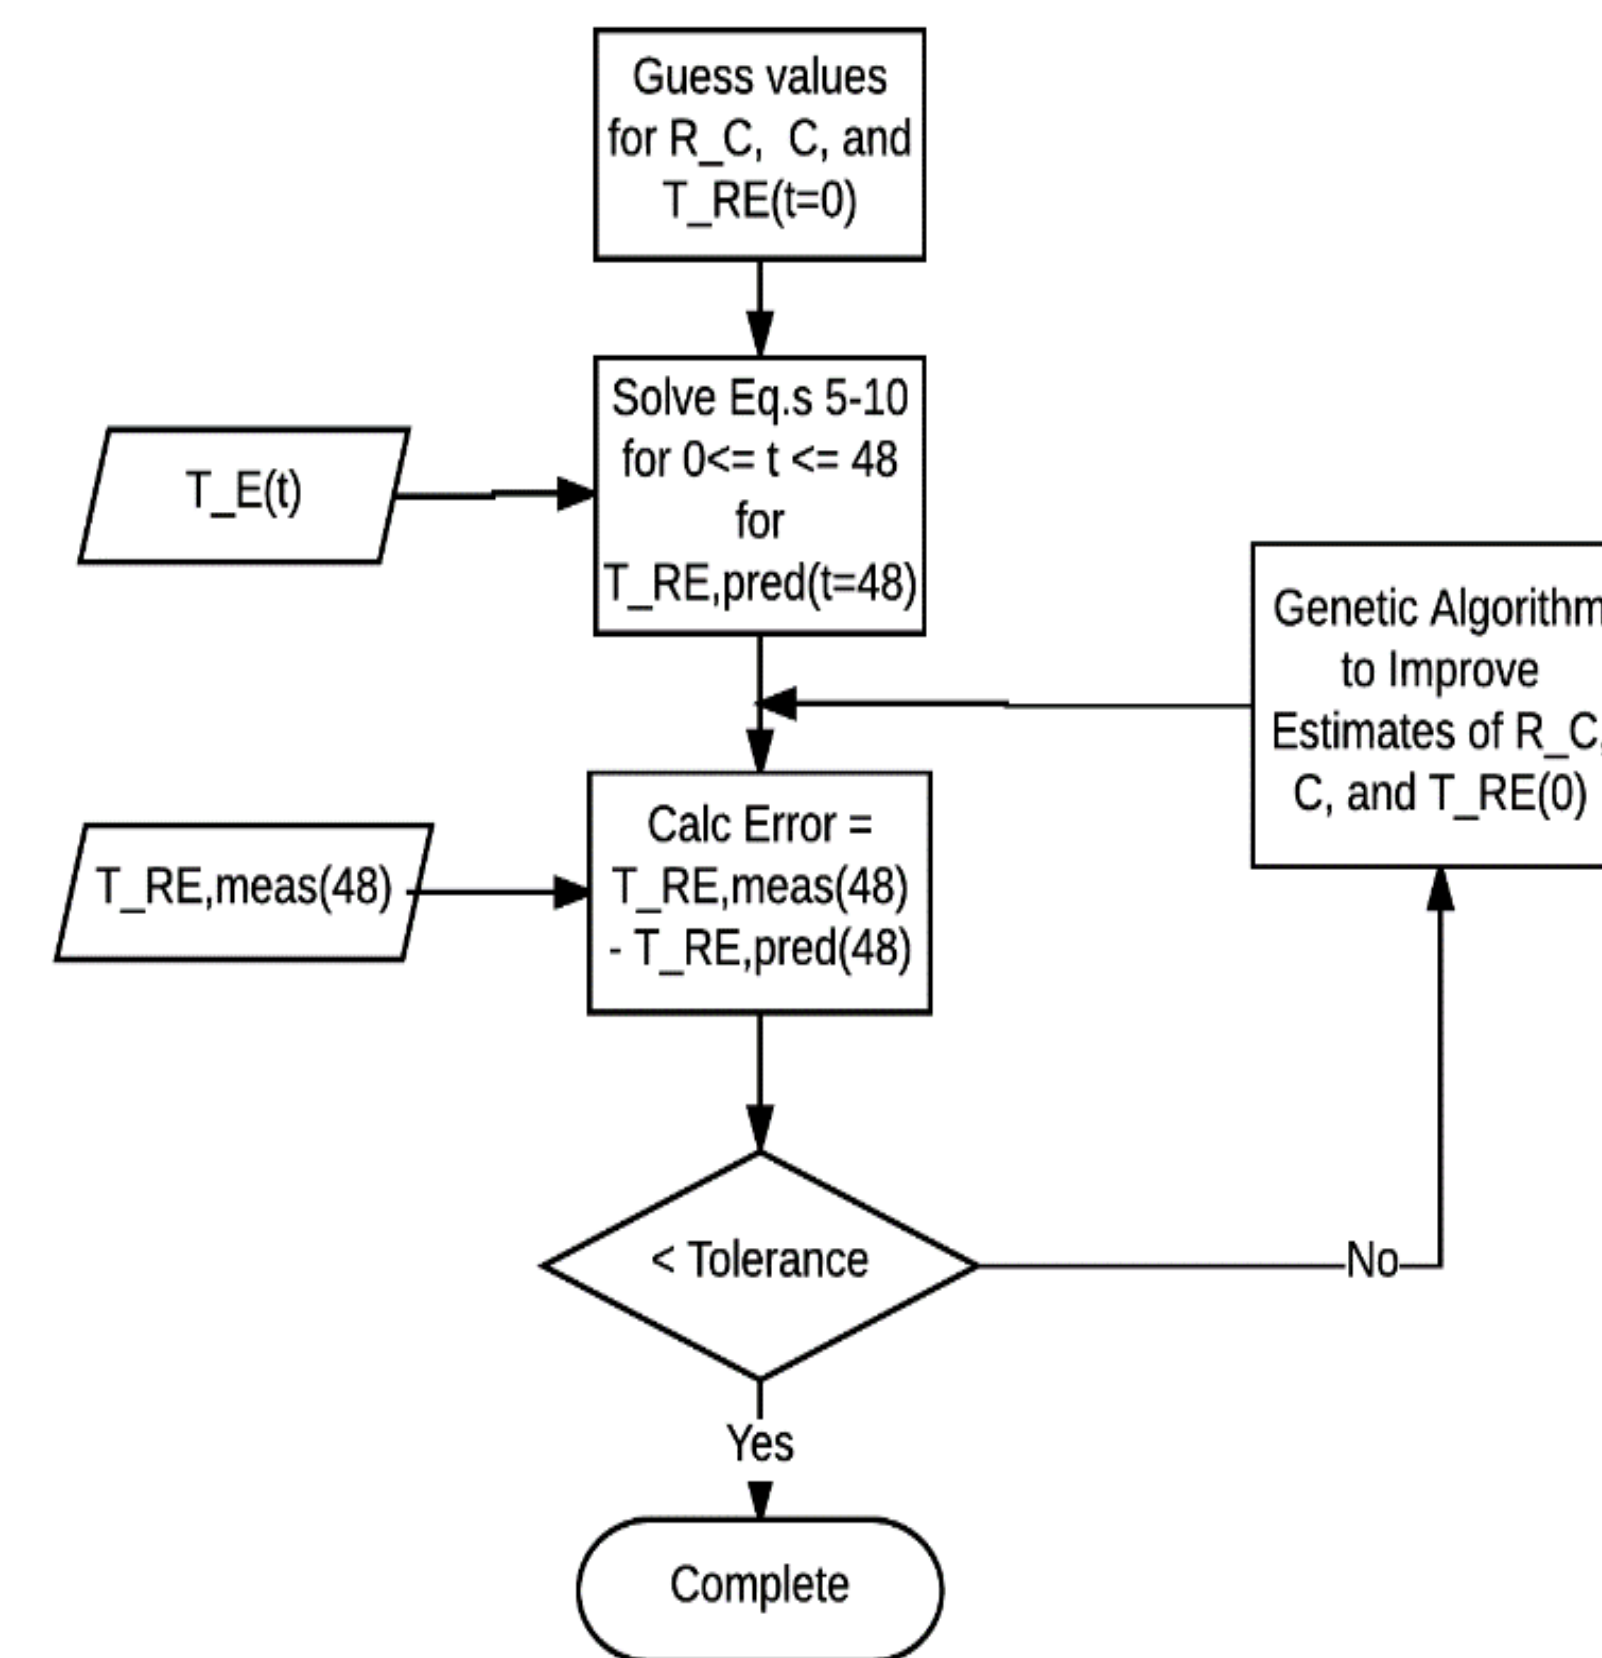 Guess values
for R_C,  C, and
T_RE(t=0)
Solve Eq.s 5-10
for 0<= t <= 48
for
T_RE,pred(t=48)
T_E(t)
Genetic Algorithm
to Improve
Estimates of R_C,
C, and T_RE(0)
Calc Error =
T_RE,meas(48)
- T_RE,pred(48)
T_RE,meas(48)
< Tolerance
No
Yes
Complete